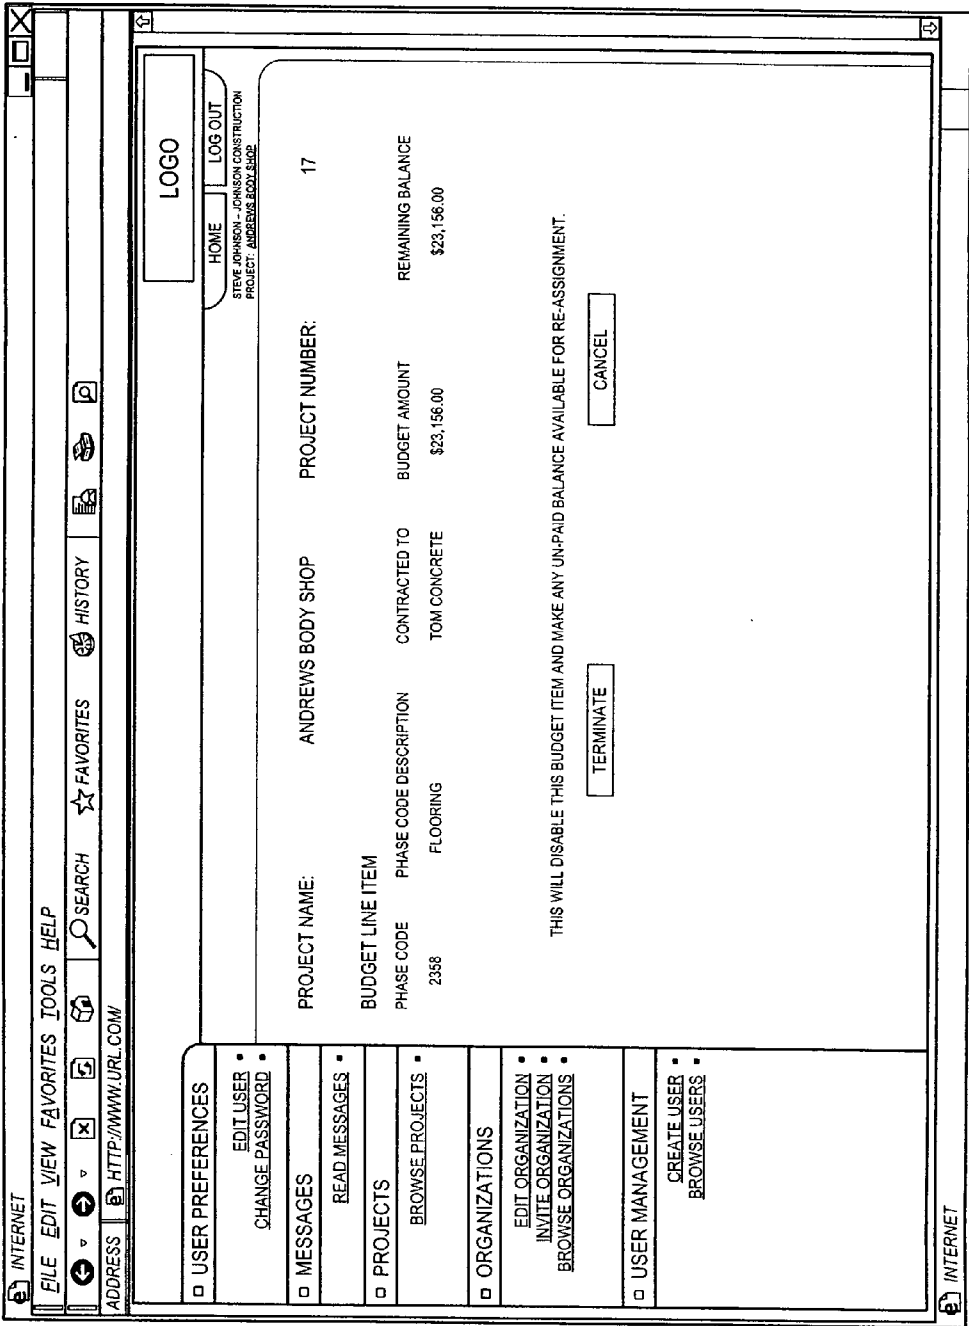 INTERNET
FILE EDIT VIEW FAVORITES TOOLS HELP
SEARCH FAVORITES HISTORY
ADDRESS HTTP://WWW.URL.COM/
LOGO
HOME LOG OUT
STEVE JOHNSON - JOHNSON CONSTRUCTION
PROJECT: ANDREWS BODY SHOP
USER PREFERENCES
EDIT USER
CHANGE PASSWORD
MESSAGES
READ MESSAGES
PROJECTS
BROWSE PROJECTS
ORGANIZATIONS
EDIT ORGANIZATION
INVITE ORGANIZATION
BROWSE ORGANIZATIONS
USER MANAGEMENT
CREATE USER
BROWSE USERS
PROJECT NAME: ANDREWS BODY SHOP PROJECT NUMBER: 17
BUDGET LINE ITEM
PHASE CODE PHASE CODE DESCRIPTION CONTRACTED TO BUDGET AMOUNT REMAINING BALANCE
2358 FLOORING TOM CONCRETE $23,156.00 $23,156.00
THIS WILL DISABLE THIS BUDGET ITEM AND MAKE ANY UN-PAID BALANCE AVAILABLE FOR RE-ASSIGNMENT.
TERMINATE CANCEL
INTERNET